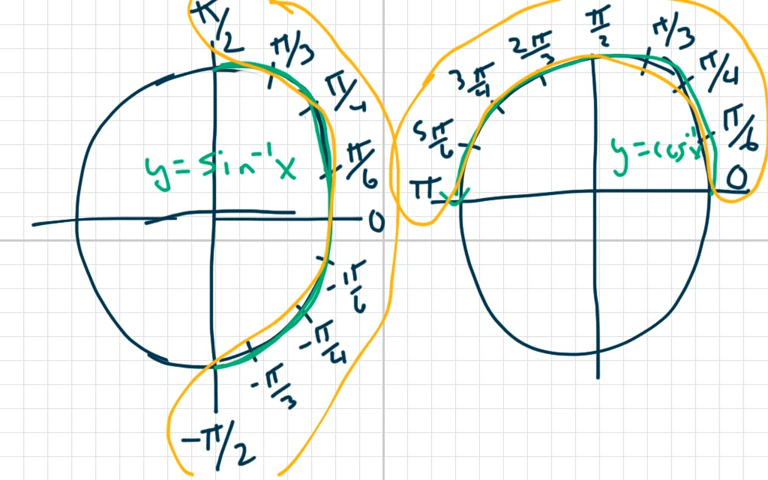 π/2
π/3
π/4
π/6
y=sin⁻¹x
0
-π/6
-π/4
-π/3
-π/2
π/2
π/3
2π/3
π/4
3π/4
π/6
5π/6
y=cos⁻¹x
π
0